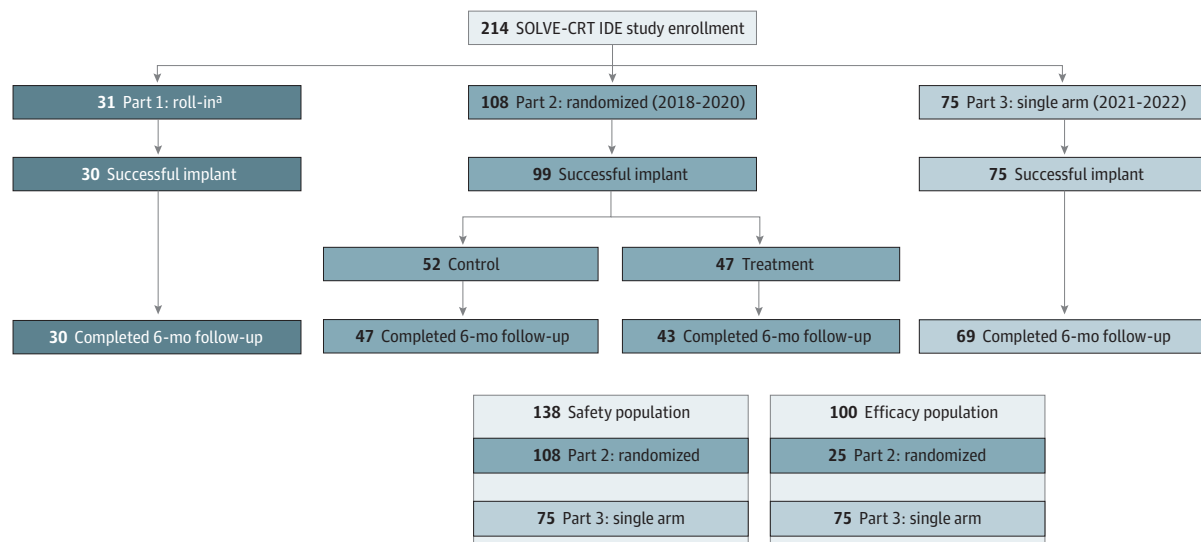 214 SOLVE-CRT IDE study enrollment
31 Part 1: roll-inᵃ
108 Part 2: randomized (2018-2020)
75 Part 3: single arm (2021-2022)
30 Successful implant
99 Successful implant
75 Successful implant
52 Control
47 Treatment
30 Completed 6-mo follow-up
47 Completed 6-mo follow-up
43 Completed 6-mo follow-up
69 Completed 6-mo follow-up
138 Safety population
100 Efficacy population
108 Part 2: randomized
25 Part 2: randomized
75 Part 3: single arm
75 Part 3: single arm